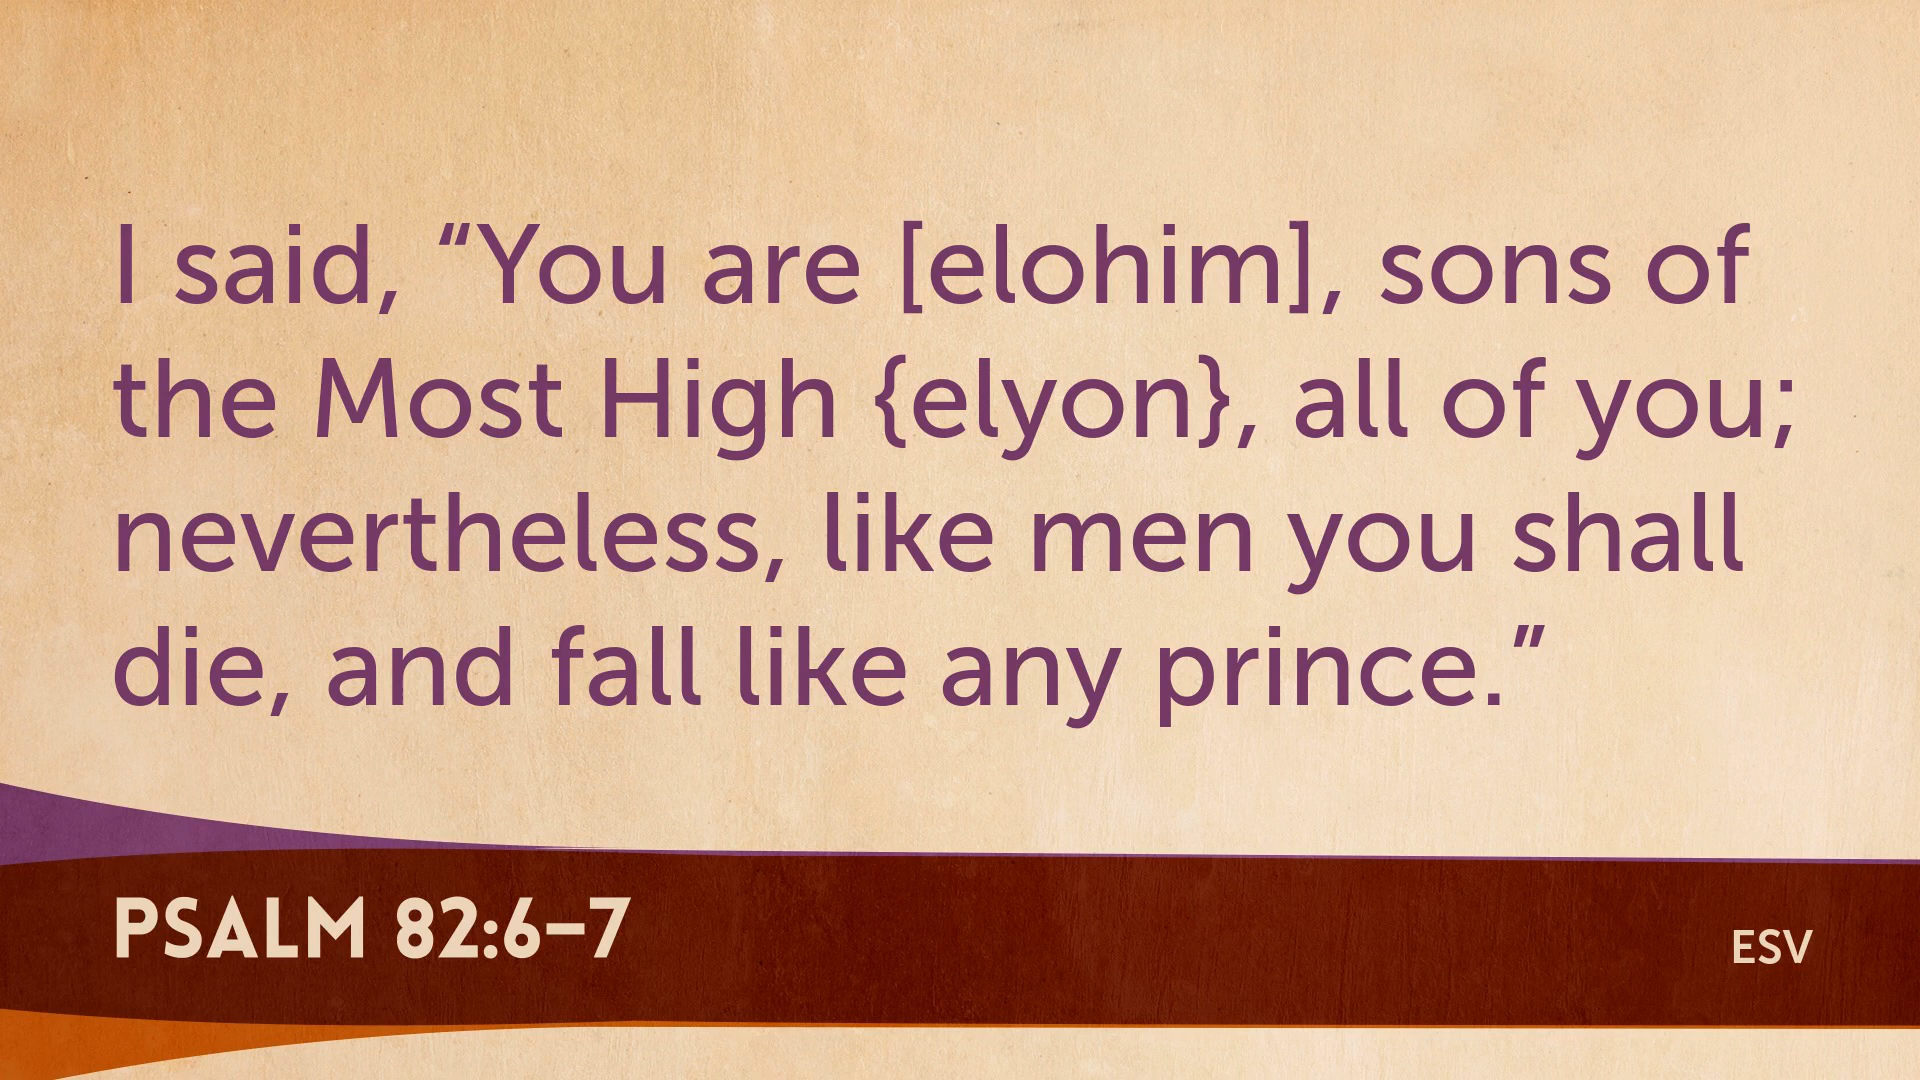 I said, “You are [elohim], sons of
the Most High {elyon}, all of you;
nevertheless, like men you shall
die, and fall like any prince.”
PSALM 82:6–7
ESV